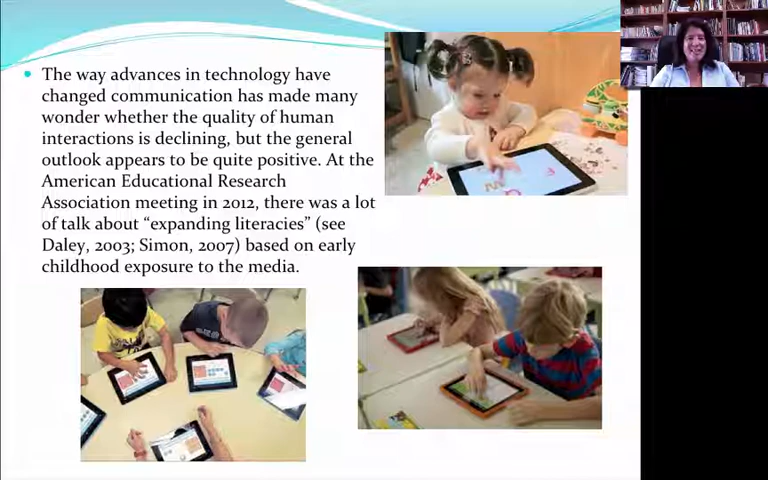 The way advances in technology have
changed communication has made many
wonder whether the quality of human
interactions is declining, but the general
outlook appears to be quite positive. At the
American Educational Research
Association meeting in 2012, there was a lot
of talk about “expanding literacies” (see
Daley, 2003; Simon, 2007) based on early
childhood exposure to the media.